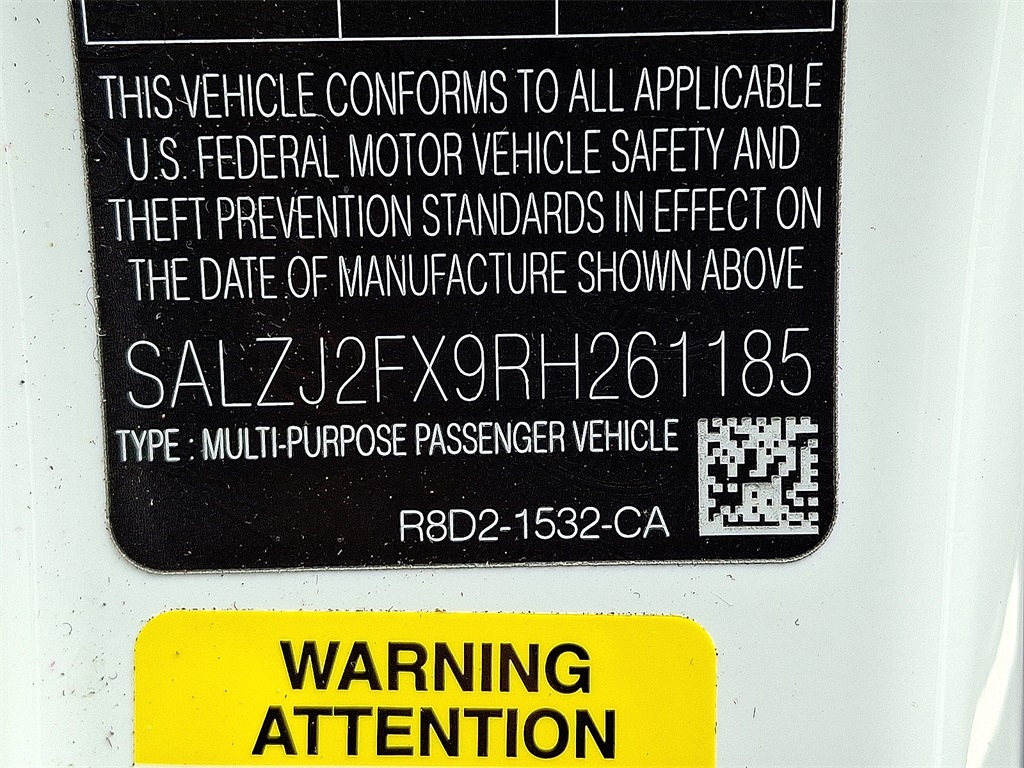 THIS VEHICLE CONFORMS TO ALL APPLICABLE
U.S. FEDERAL MOTOR VEHICLE SAFETY AND
THEFT PREVENTION STANDARDS IN EFFECT ON
THE DATE OF MANUFACTURE SHOWN ABOVE
SALZJ2FX9RH261185
TYPE : MULTI-PURPOSE PASSENGER VEHICLE
R8D2-1532-CA
WARNING
ATTENTION